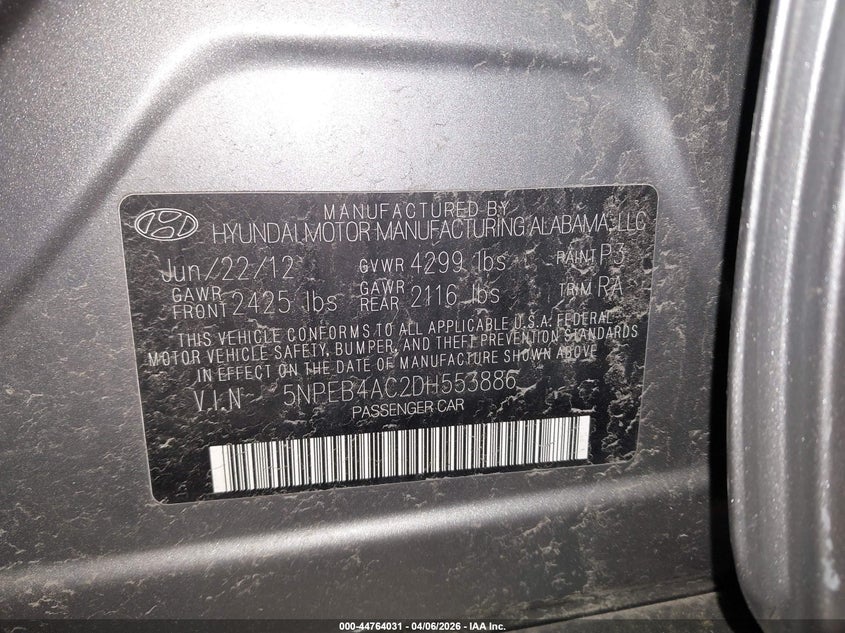 MANUFACTURED BY
HYUNDAI MOTOR MANUFACTURING ALABAMA, LLC
Jun/22/12 GVWR 4299 lbs PAINT P3
GAWR FRONT 2425 lbs GAWR REAR 2116 lbs TRIM RA
THIS VEHICLE CONFORMS TO ALL APPLICABLE U.S.A. FEDERAL
MOTOR VEHICLE SAFETY, BUMPER, AND THEFT PREVENTION STANDARDS
IN EFFECT ON THE DATE OF MANUFACTURE SHOWN ABOVE
V.I.N 5NPEB4AC2DH553886
PASSENGER CAR
000-44764031 - 04/06/2026 - IAA Inc.